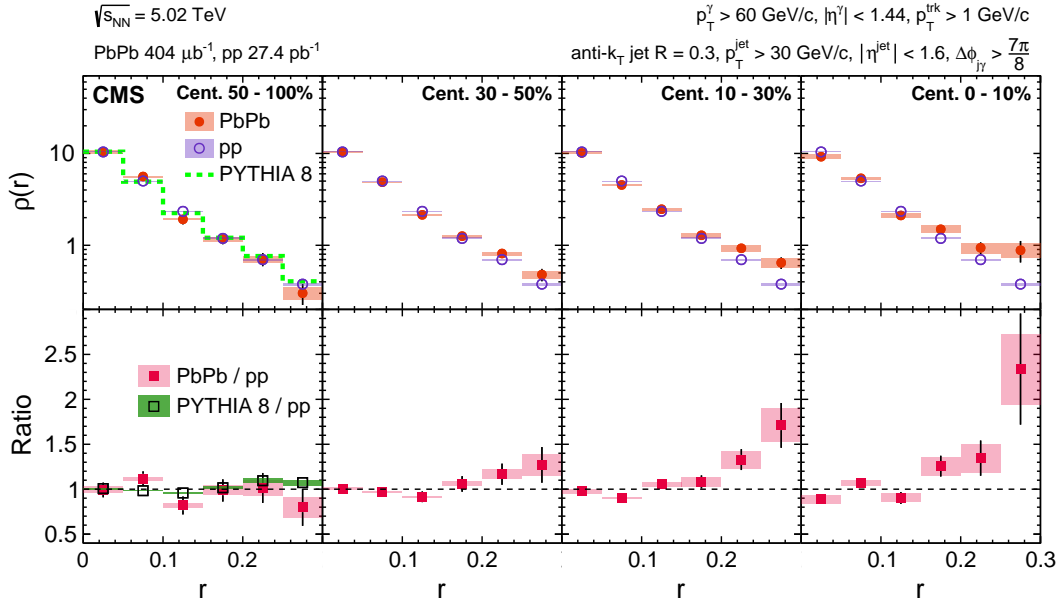 √s_NN = 5.02 TeV
p_T^γ > 60 GeV/c, |η^γ| < 1.44, p_T^trk > 1 GeV/c
PbPb 404 μb⁻¹, pp 27.4 pb⁻¹
anti-k_T jet R = 0.3, p_T^jet > 30 GeV/c, |η^jet| < 1.6, Δφ_jγ > 7π/8
CMS Cent. 50 - 100%
Cent. 30 - 50%
Cent. 10 - 30%
Cent. 0 - 10%
PbPb
pp
PYTHIA 8
ρ(r)
10
1
PbPb / pp
PYTHIA 8 / pp
Ratio
2.5
2
1.5
1.0
0.5
0 0.1 0.2 0.1 0.2 0.1 0.2 0.1 0.2 0.3
r r r r